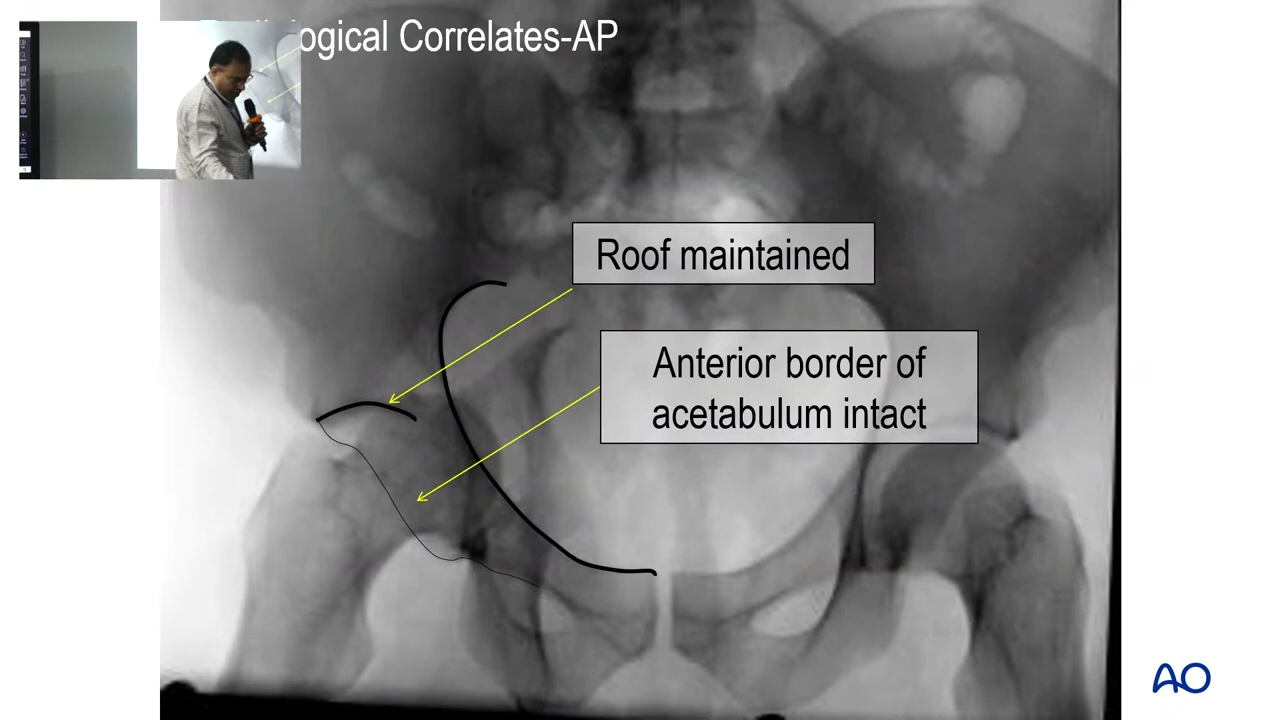 ogical Correlates-AP
Roof maintained
Anterior border of
acetabulum intact
AO